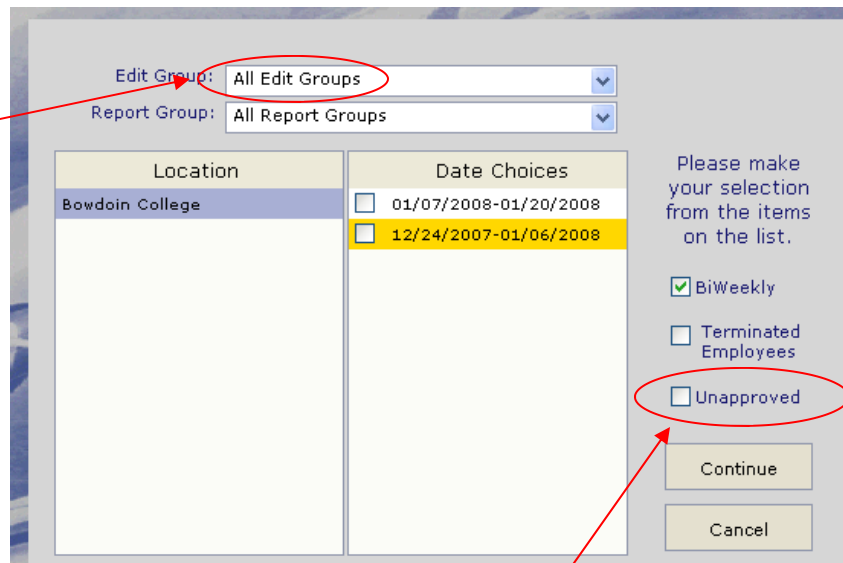 Edit Group: All Edit Groups
Report Group: All Report Groups
Location
Bowdoin College
Date Choices
01/07/2008-01/20/2008
12/24/2007-01/06/2008
Please make
your selection
from the items
on the list.
BiWeekly
Terminated
Employees
Unapproved
Continue
Cancel